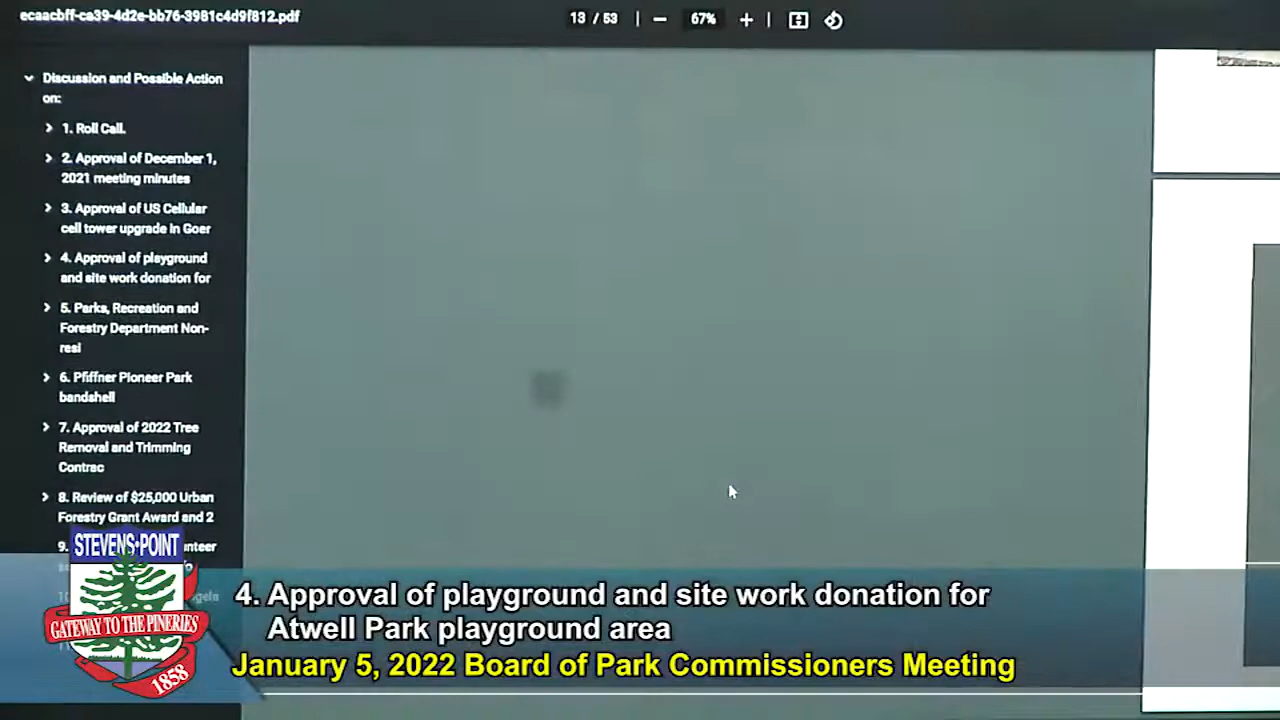 ecaacbff-ca39-4d2e-bb76-3981c4d9f812.pdf
13 / 53
67%
Discussion and Possible Action
on:
1. Roll Call.
2. Approval of December 1,
2021 meeting minutes
3. Approval of US Cellular
cell tower upgrade in Goer
4. Approval of playground
and site work donation for
5. Parks, Recreation and
Forestry Department Non-
resi
6. Pfiffner Pioneer Park
bandshell
7. Approval of 2022 Tree
Removal and Trimming
Contrac
8. Review of $25,000 Urban
Forestry Grant Award and 2
9.
STEVENS•POINT
GATEWAY TO THE PINERIES
1858
4. Approval of playground and site work donation for
Atwell Park playground area
January 5, 2022 Board of Park Commissioners Meeting